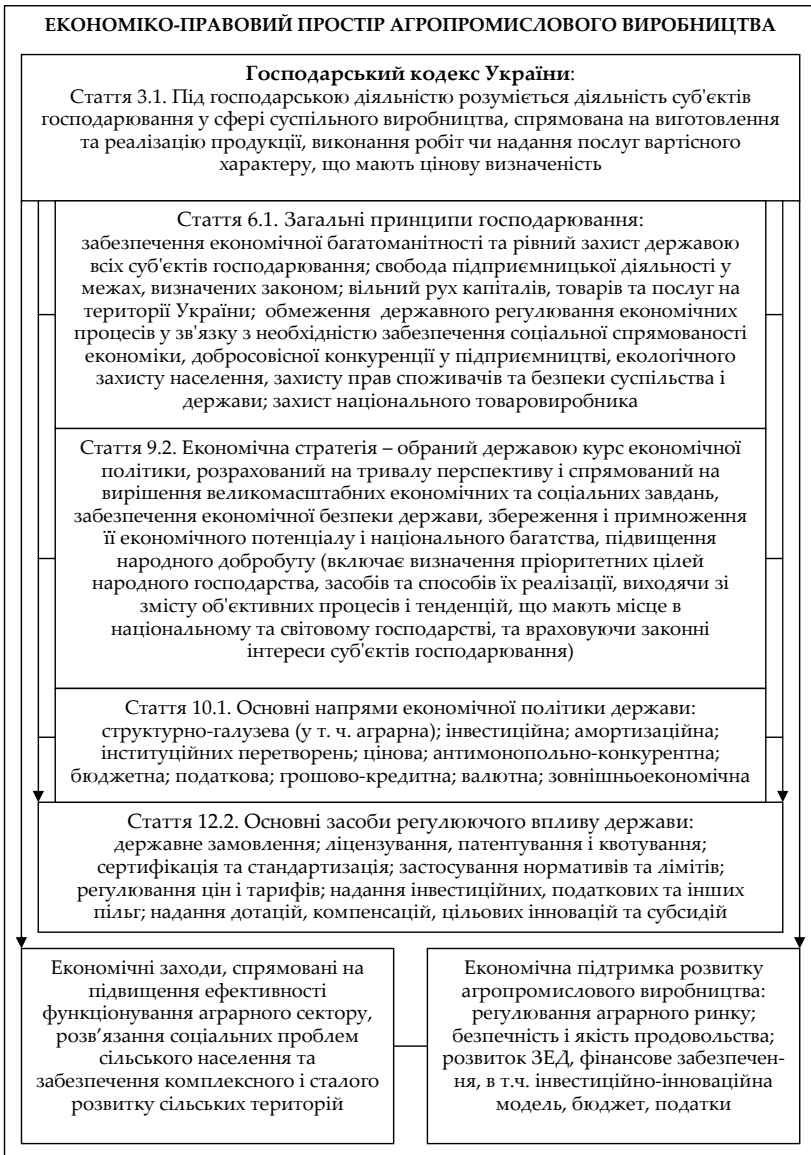 ЕКОНОМІКО-ПРАВОВИЙ ПРОСТІР АГРОПРОМИСЛОВОГО ВИРОБНИЦТВА
Господарський кодекс України:
Стаття 3.1. Під господарською діяльністю розуміється діяльність суб'єктів
господарювання у сфері суспільного виробництва, спрямована на виготовлення
та реалізацію продукції, виконання робіт чи надання послуг вартісного
характеру, що мають цінову визначеність
Стаття 6.1. Загальні принципи господарювання:
забезпечення економічної багатоманітності та рівний захист державою
всіх суб'єктів господарювання; свобода підприємницької діяльності у
межах, визначених законом; вільний рух капіталів, товарів та послуг на
території України; обмеження державного регулювання економічних
процесів у зв'язку з необхідністю забезпечення соціальної спрямованості
економіки, добросовісної конкуренції у підприємництві, екологічного
захисту населення, захисту прав споживачів та безпеки суспільства і
держави; захист національного товаровиробника
Стаття 9.2. Економічна стратегія – обраний державою курс економічної
політики, розрахований на тривалу перспективу і спрямований на
вирішення великомасштабних економічних та соціальних завдань,
забезпечення економічної безпеки держави, збереження і примноження
її економічного потенціалу і національного багатства, підвищення
народного добробуту (включає визначення пріоритетних цілей
народного господарства, засобів та способів їх реалізації, виходячи зі
змісту об'єктивних процесів і тенденцій, що мають місце в
національному та світовому господарстві, та враховуючи законні
інтереси суб'єктів господарювання)
Стаття 10.1. Основні напрями економічної політики держави:
структурно-галузева (у т. ч. аграрна); інвестиційна; амортизаційна;
інституційних перетворень; цінова; антимонопольно-конкурентна;
бюджетна; податкова; грошово-кредитна; валютна; зовнішньоекономічна
Стаття 12.2. Основні засоби регулюючого впливу держави:
державне замовлення; ліцензування, патентування і квотування;
сертифікація та стандартизація; застосування нормативів та лімітів;
регулювання цін і тарифів; надання інвестиційних, податкових та інших
пільг; надання дотацій, компенсацій, цільових інновацій та субсидій
Економічні заходи, спрямовані на
підвищення ефективності
функціонування аграрного сектору,
розв’язання соціальних проблем
сільського населення та
забезпечення комплексного і сталого
розвитку сільських територій
Економічна підтримка розвитку
агропромислового виробництва:
регулювання аграрного ринку;
безпечність і якість продовольства;
розвиток ЗЕД, фінансове забезпечен-
ня, в т.ч. інвестиційно-інноваційна
модель, бюджет, податки